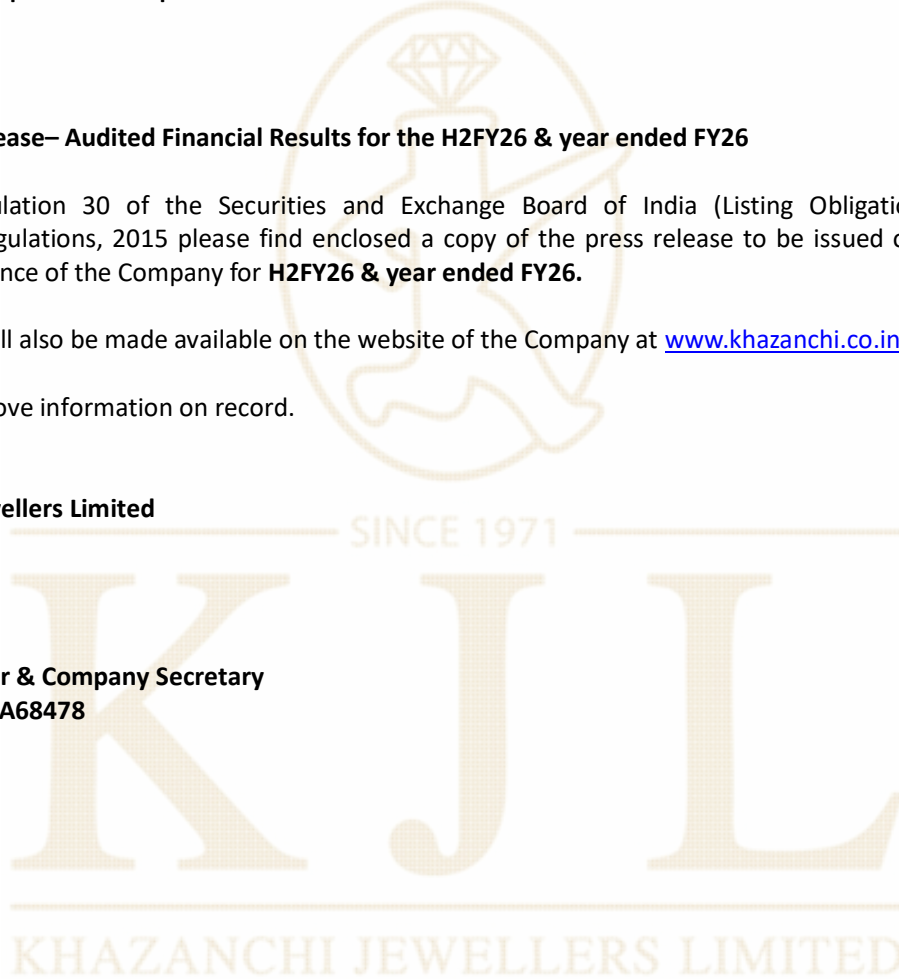 ease– Audited Financial Results for the H2FY26 & year ended FY26
ulation 30 of the Securities and Exchange Board of India (Listing Obligatio
gulations, 2015 please find enclosed a copy of the press release to be issued o
nce of the Company for H2FY26 & year ended FY26.
ll also be made available on the website of the Company at www.khazanchi.co.in
ove information on record.
vellers Limited
SINCE 1971
KJL
r & Company Secretary
A68478
KHAZANCHI JEWELLERS LIMITED